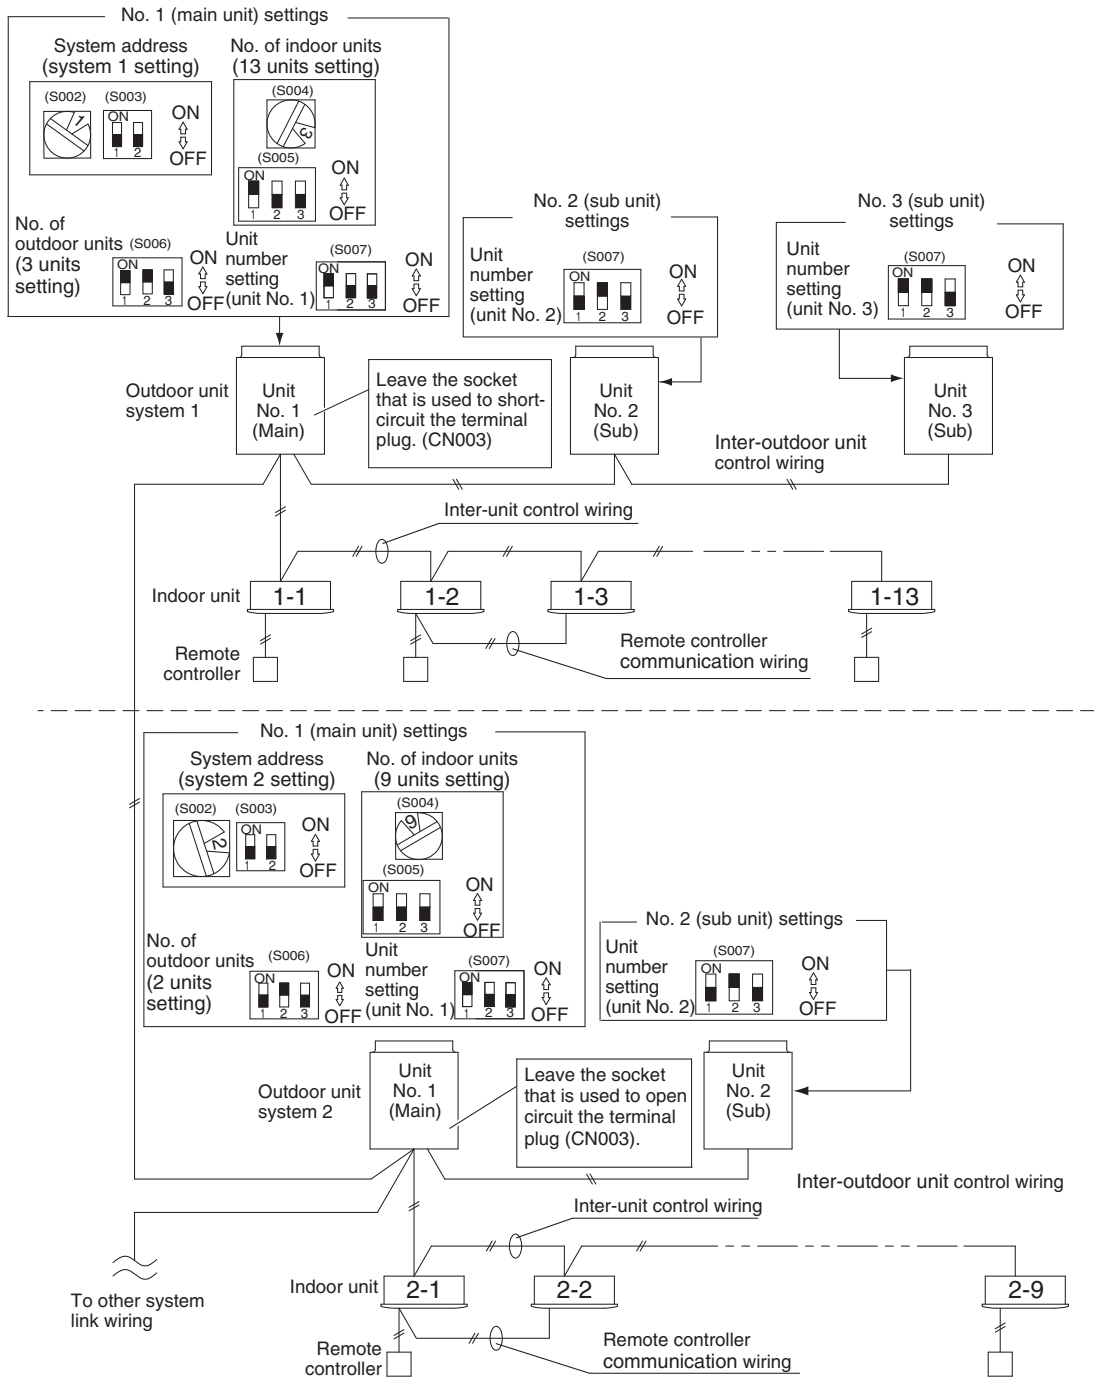 No. 1 (main unit) settings
System address
(system 1 setting)
(S002)
(S003)
1
ON
1 2
ON
OFF
No. of indoor units
(13 units setting)
(S004)
3
(S005)
ON
1 2 3
ON
OFF
No. of
outdoor units
(3 units
setting)
(S006)
ON
1 2 3
ON
OFF
Unit
number
setting
(unit No. 1)
(S007)
ON
1 2 3
ON
OFF
No. 2 (sub unit)
settings
Unit
number
setting
(unit No. 2)
(S007)
ON
1 2 3
ON
OFF
No. 3 (sub unit)
settings
Unit
number
setting
(unit No. 3)
(S007)
ON
1 2 3
ON
OFF
Outdoor unit
system 1
Unit
No. 1
(Main)
Leave the socket
that is used to short-
circuit the terminal
plug. (CN003)
Unit
No. 2
(Sub)
Unit
No. 3
(Sub)
Inter-outdoor unit
control wiring
Inter-unit control wiring
Indoor unit
1-1
1-2
1-3
1-13
Remote
controller
Remote controller
communication wiring
No. 1 (main unit) settings
System address
(system 2 setting)
(S002)
(S003)
2
ON
1 2
ON
OFF
No. of indoor units
(9 units setting)
(S004)
9
(S005)
ON
1 2 3
ON
OFF
No. of
outdoor units
(2 units
setting)
(S006)
ON
1 2 3
ON
OFF
Unit
number
setting
(unit No. 1)
(S007)
ON
1 2 3
ON
OFF
No. 2 (sub unit) settings
Unit
number
setting
(unit No. 2)
(S007)
ON
1 2 3
ON
OFF
Outdoor unit
system 2
Unit
No. 1
(Main)
Leave the socket
that is used to open
circuit the terminal
plug (CN003).
Unit
No. 2
(Sub)
Inter-outdoor unit control wiring
Inter-unit control wiring
To other system
link wiring
Indoor unit
2-1
2-2
2-9
Remote
controller
Remote controller
communication wiring